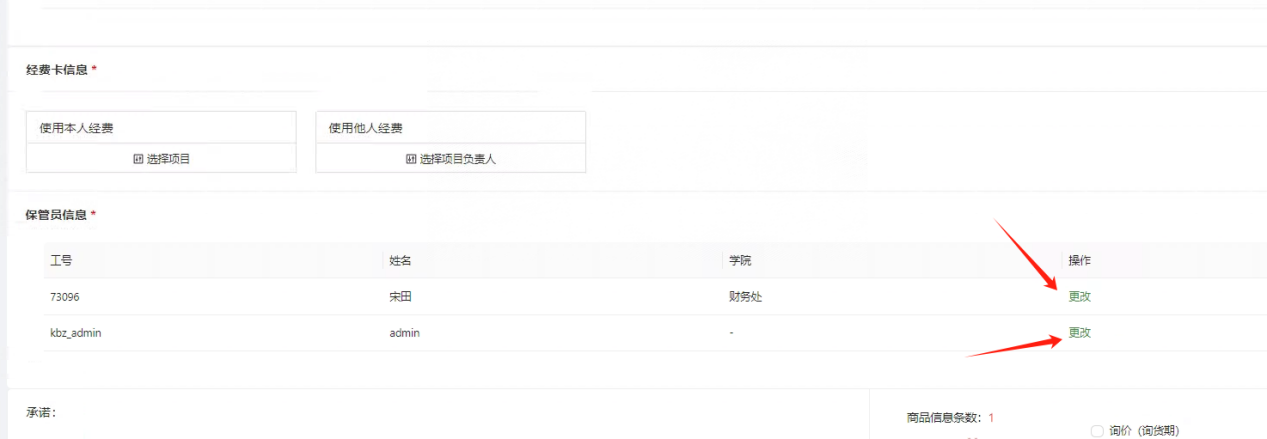 经费卡信息 *
使用本人经费 使用他人经费
选择项目 选择项目负责人
保管员信息 *
工号 姓名 学院 操作
73096 宋田 财务处 更改
kbz_admin admin - 更改
承诺：
商品信息条数：1
询价（询货期）